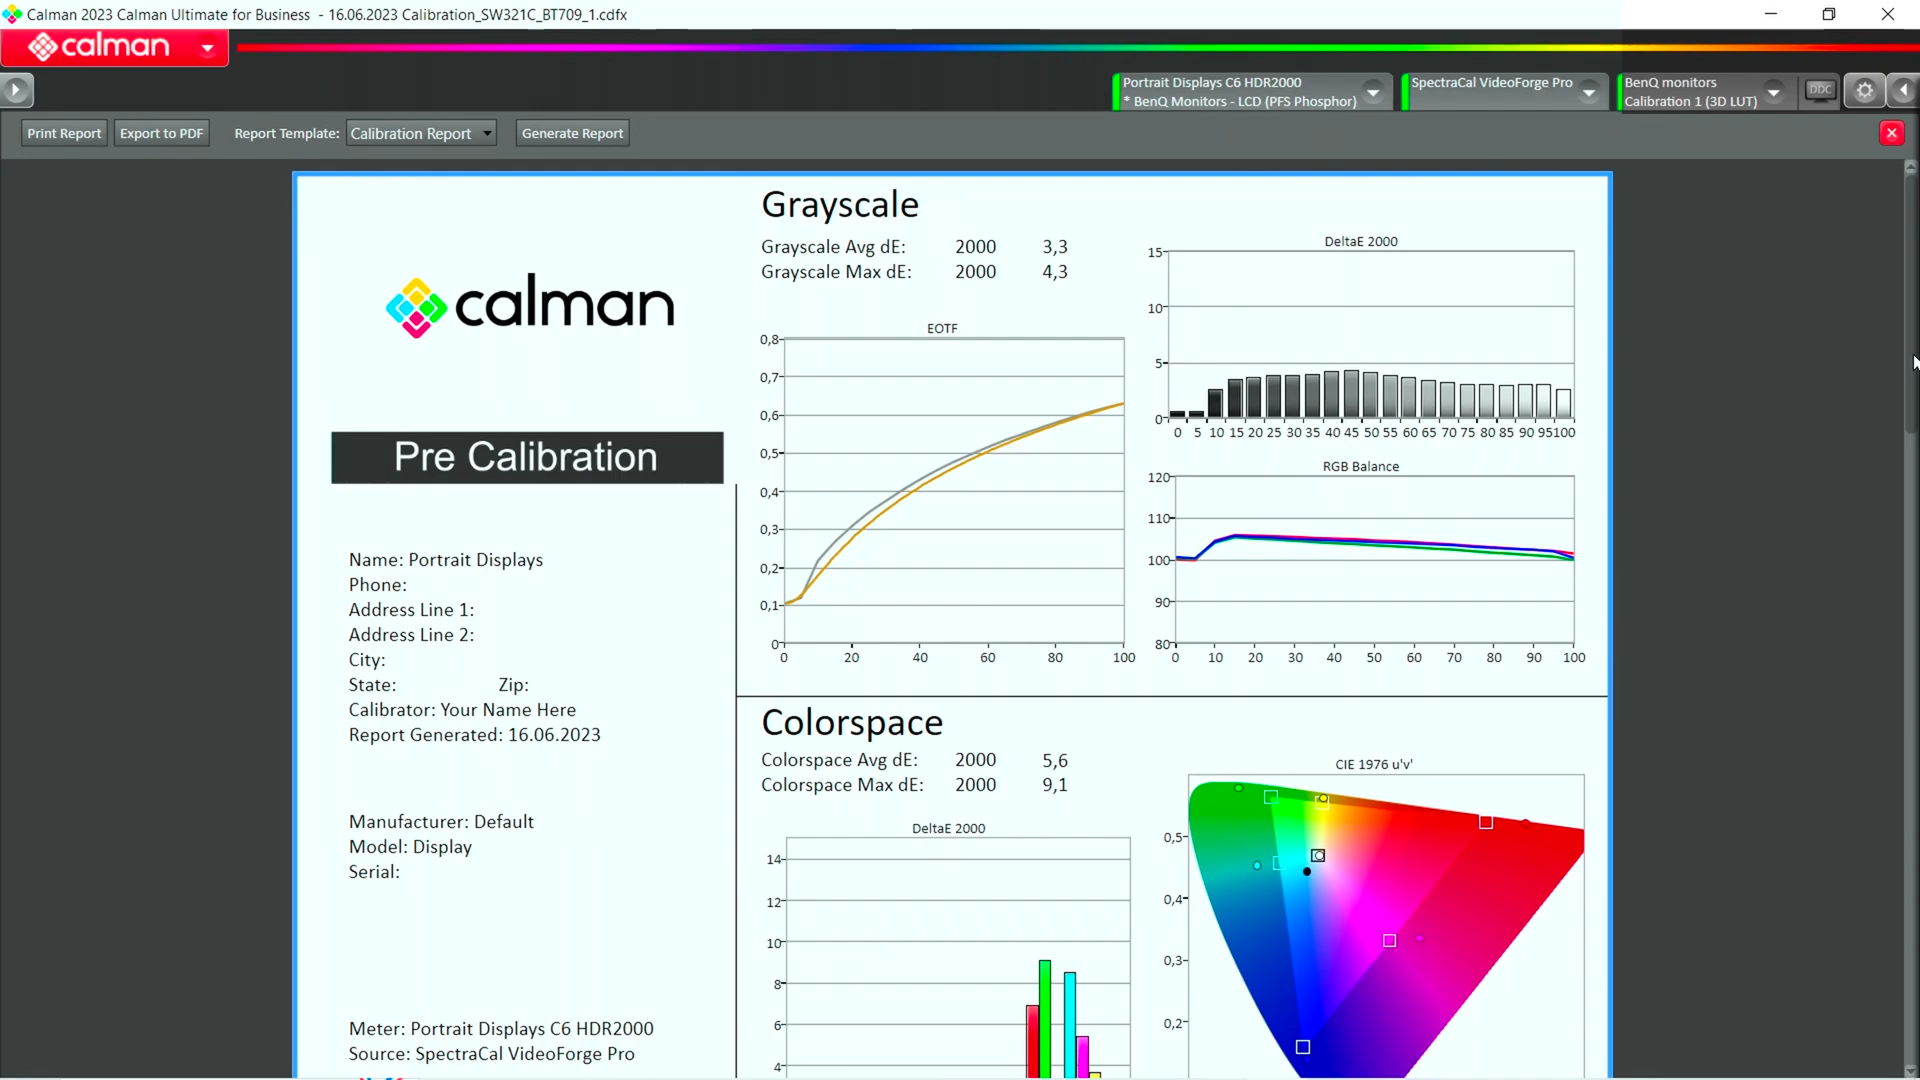 Calman 2023 Calman Ultimate for Business - 16.06.2023 Calibration_SW321C_BT709_1.cdfx
calman
Portrait Displays C6 HDR2000
* BenQ Monitors - LCD (PFS Phosphor)
SpectraCal VideoForge Pro
BenQ monitors
Calibration 1 (3D LUT)
DDC
Print Report
Export to PDF
Report Template:
Calibration Report
Generate Report
calman
Pre Calibration
Name: Portrait Displays
Phone:
Address Line 1:
Address Line 2:
City:
State: Zip:
Calibrator: Your Name Here
Report Generated: 16.06.2023
Manufacturer: Default
Model: Display
Serial:
Meter: Portrait Displays C6 HDR2000
Source: SpectraCal VideoForge Pro
Grayscale
Grayscale Avg dE: 2000 3,3
Grayscale Max dE: 2000 4,3
EOTF
0,8
0,7
0,6
0,5
0,4
0,3
0,2
0,1
0
0 20 40 60 80 100
DeltaE 2000
15
10
5
0
0 5 10 15 20 25 30 35 40 45 50 55 60 65 70 75 80 85 90 95 100
RGB Balance
120
110
100
90
80
0 10 20 30 40 50 60 70 80 90 100
Colorspace
Colorspace Avg dE: 2000 5,6
Colorspace Max dE: 2000 9,1
DeltaE 2000
14
12
10
8
6
4
CIE 1976 u'v'
0,5
0,4
0,3
0,2